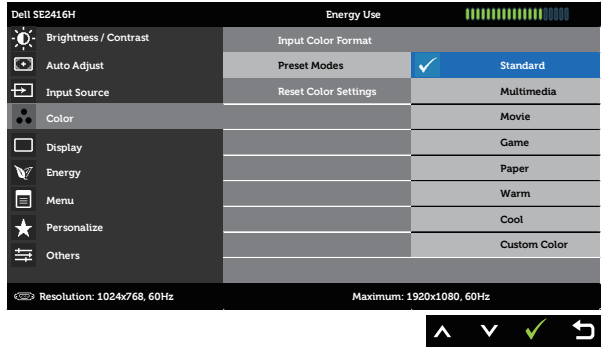 Dell SE2416H Energy Use
Brightness / Contrast Input Color Format
Auto Adjust Preset Modes Standard
Input Source Reset Color Settings Multimedia
Color Movie
Display Game
Energy Paper
Menu Warm
Personalize Cool
Others Custom Color
Resolution: 1024x768, 60Hz Maximum: 1920x1080, 60Hz